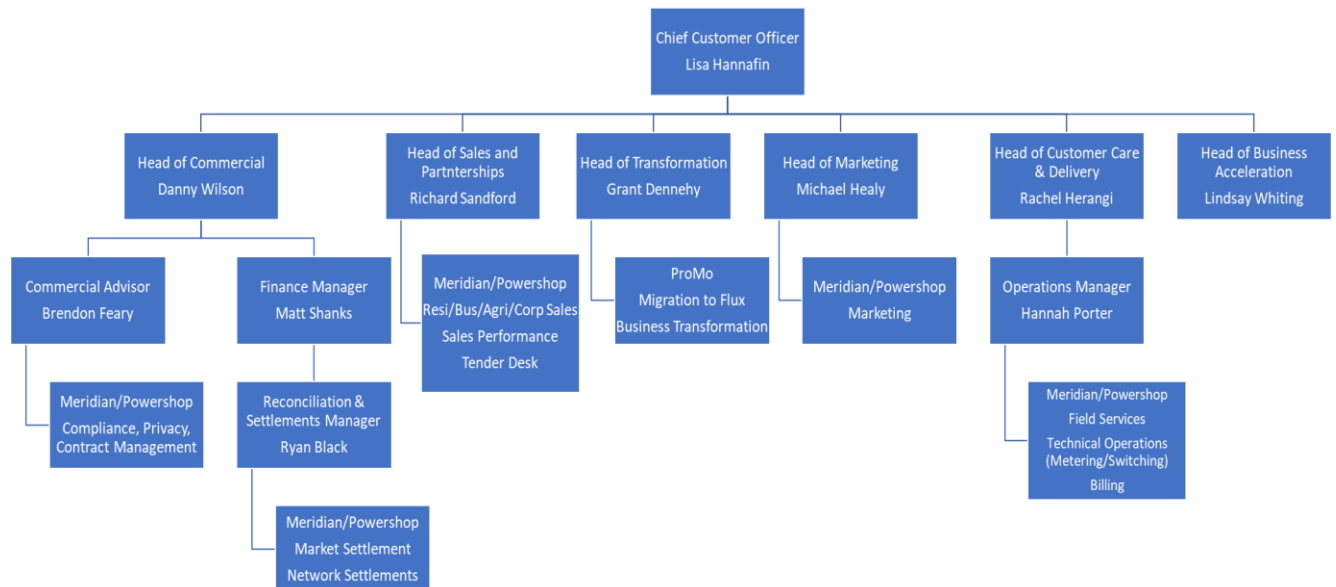 Chief Customer Officer
Lisa Hannafin
Head of Commercial
Danny Wilson
Head of Sales and
Partnterships
Richard Sandford
Head of Transformation
Grant Dennehy
Head of Marketing
Michael Healy
Head of Customer Care
& Delivery
Rachel Herangi
Head of Business
Acceleration
Lindsay Whiting
Commercial Advisor
Brendon Feary
Finance Manager
Matt Shanks
Meridian/Powershop
Resi/Bus/Agri/Corp Sales
Sales Performance
Tender Desk
ProMo
Migration to Flux
Business Transformation
Meridian/Powershop
Marketing
Operations Manager
Hannah Porter
Meridian/Powershop
Compliance, Privacy,
Contract Management
Reconciliation &
Settlements Manager
Ryan Black
Meridian/Powershop
Field Services
Technical Operations
(Metering/Switching)
Billing
Meridian/Powershop
Market Settlement
Network Settlements